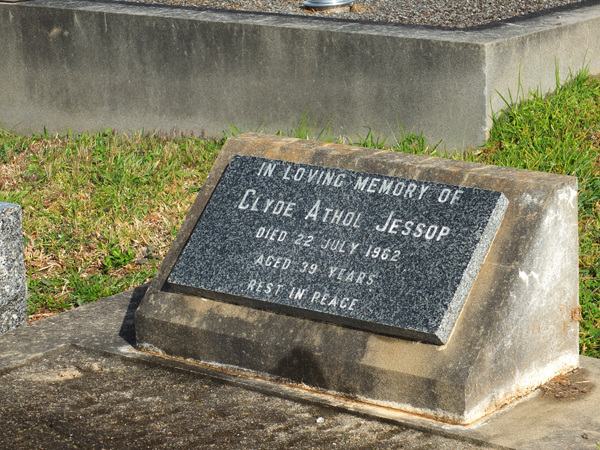 IN LOVING MEMORY OF
CLYDE ATHOL JESSOP
DIED 22 JULY 1962
AGED 39 YEARS
REST IN PEACE